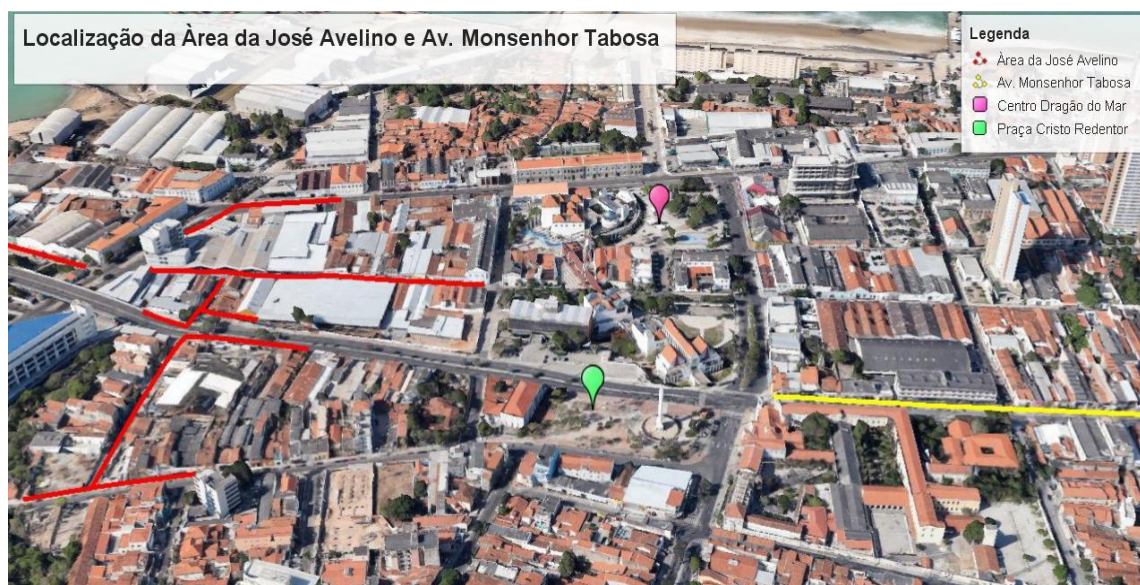 Localização da Àrea da José Avelino e Av. Monsenhor Tabosa
Legenda
Àrea da José Avelino
Av. Monsenhor Tabosa
Centro Dragão do Mar
Praça Cristo Redentor